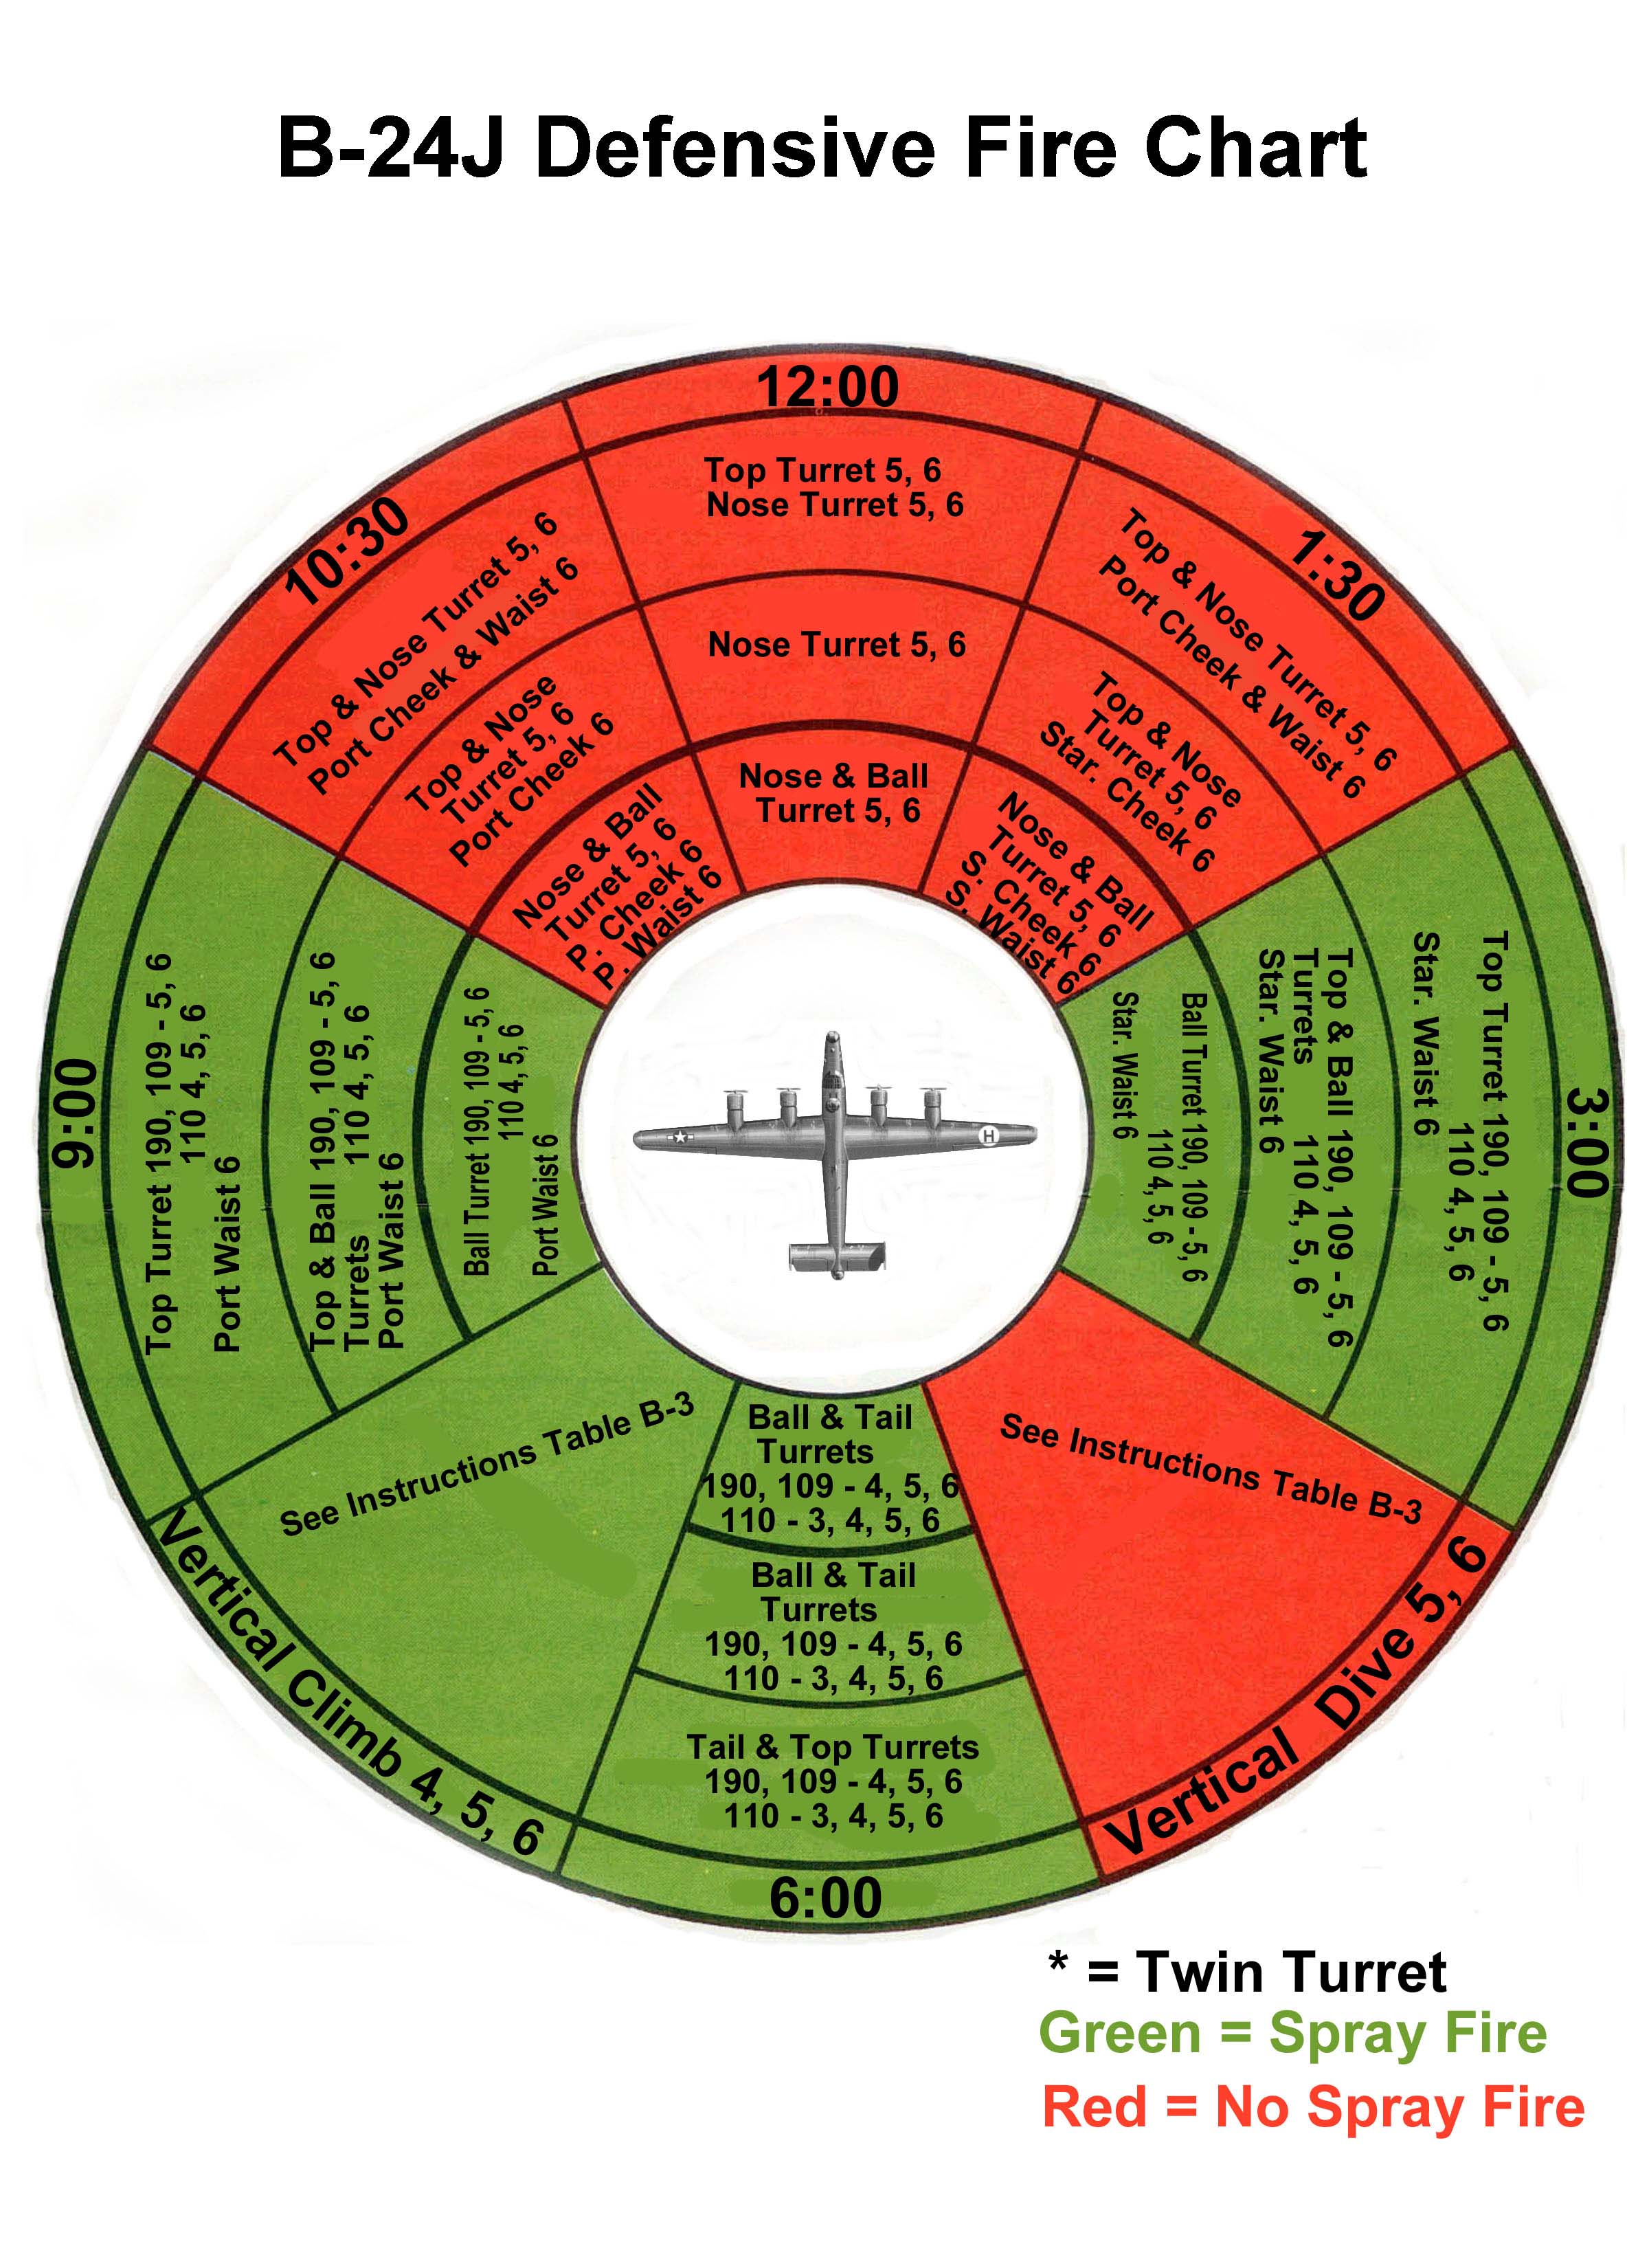 B-24J Defensive Fire Chart
12:00
Top Turret 5, 6
Nose Turret 5, 6
Nose Turret 5, 6
Nose & Ball
Turret 5, 6
10:30
Top & Nose Turret 5, 6
Port Cheek & Waist 6
Top & Nose
Turret 5, 6
Port Cheek 6
Nose & Ball
Turret 5, 6
P. Cheek 6
P. Waist 6
1:30
Top & Nose Turret 5, 6
Port Cheek & Waist 6
Top & Nose
Turret 5, 6
Star. Cheek 6
Nose & Ball
Turret 5, 6
S. Cheek 6
S. Waist 6
9:00
Top Turret 190, 109 - 5, 6
110 4, 5, 6
Port Waist 6
Top & Ball 190, 109 - 5, 6
Turrets 110 4, 5, 6
Port Waist 6
Ball Turret 190, 109 - 5, 6
110 4, 5, 6
Port Waist 6
3:00
Top Turret 190, 109 - 5, 6
110 4, 5, 6
Star. Waist 6
Top & Ball 190, 109 - 5, 6
Turrets 110 4, 5, 6
Star. Waist 6
Ball Turret 190, 109 - 5, 6
110 4, 5, 6
Star. Waist 6
H
See Instructions Table B-3
Vertical Climb 4, 5, 6
Ball & Tail
Turrets
190, 109 - 4, 5, 6
110 - 3, 4, 5, 6
Ball & Tail
Turrets
190, 109 - 4, 5, 6
110 - 3, 4, 5, 6
Tail & Top Turrets
190, 109 - 4, 5, 6
110 - 3, 4, 5, 6
6:00
See Instructions Table B-3
Vertical Dive 5, 6
* = Twin Turret
Green = Spray Fire
Red = No Spray Fire